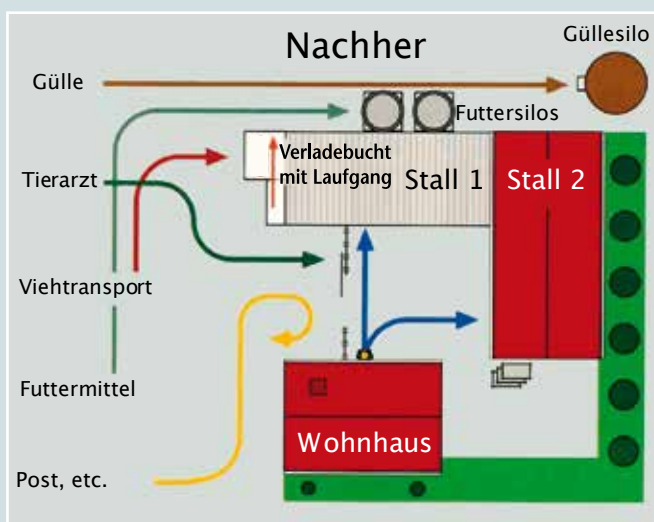 Nachher
Güllesilo
Gülle
Futtersilos
Verladebucht
mit Laufgang
Stall 1
Stall 2
Tierarzt
Viehtransport
Futtermittel
Wohnhaus
Post, etc.